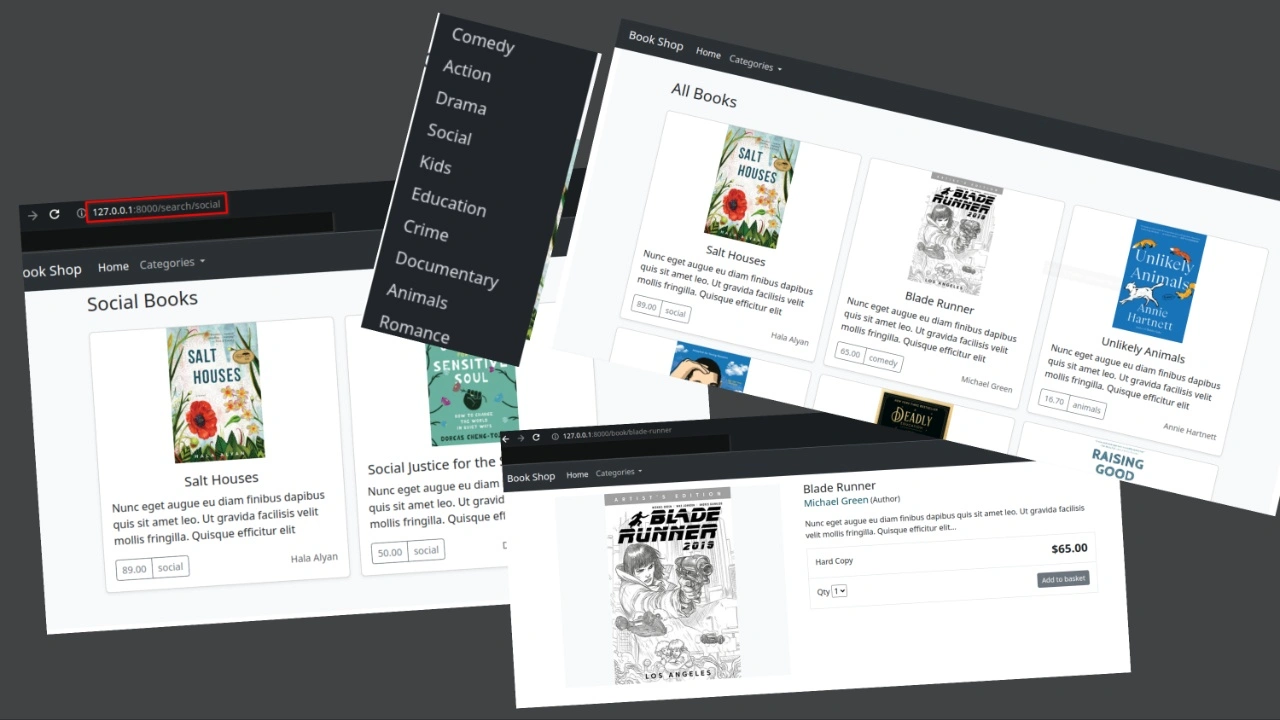 Comedy
Action
Drama
Social
Kids
Education
Crime
Documentary
Animals
Romance
Book Shop Home Categories
All Books
SALT
HOUSES
Salt Houses
Nunc eget augue eu diam finibus dapibus
quis sit amet leo. Ut gravida facilisis velit
mollis fringilla. Quisque efficitur elit
89.00 social
Hala Alyan
ARTIST'S EDITION
BLADE
RUNNER
2019
LOS ANGELES
Blade Runner
Nunc eget augue eu diam finibus dapibus
quis sit amet leo. Ut gravida facilisis velit
mollis fringilla. Quisque efficitur elit
65.00 comedy
Michael Green
Unlikely
Animals
Annie
Hartnett
Unlikely Animals
Nunc eget augue eu diam finibus dapibus
quis sit amet leo. Ut gravida facilisis velit
mollis fringilla. Quisque efficitur elit
16.70 animals
Annie Hartnett
DEADLY
RAISING
GOOD
127.0.0.1:8000/search/social
ook Shop Home Categories
Social Books
SALT
HOUSES
HALA ALYAN
Salt Houses
Nunc eget augue eu diam finibus dapibus
quis sit amet leo. Ut gravida facilisis velit
mollis fringilla. Quisque efficitur elit
89.00 social
Hala Alyan
SENSITIVE
SOUL
HOW TO CHANGE
THE WORLD
IN QUIET WAYS
Social Justice for the S
Nunc eget augue eu d
quis sit amet leo. Ut g
mollis fringilla. Quisqu
50.00 social
D
127.0.0.1:8000/book/blade-runner
Book Shop Home Categories
ARTIST'S EDITION
BLADE
RUNNER
2019
LOS ANGELES
Blade Runner
Michael Green (Author)
Nunc eget augue eu diam finibus dapibus quis sit amet leo. Ut gravida facilisis
velit mollis fringilla. Quisque efficitur elit...
Hard Copy $65.00
Qty 1 Add to basket